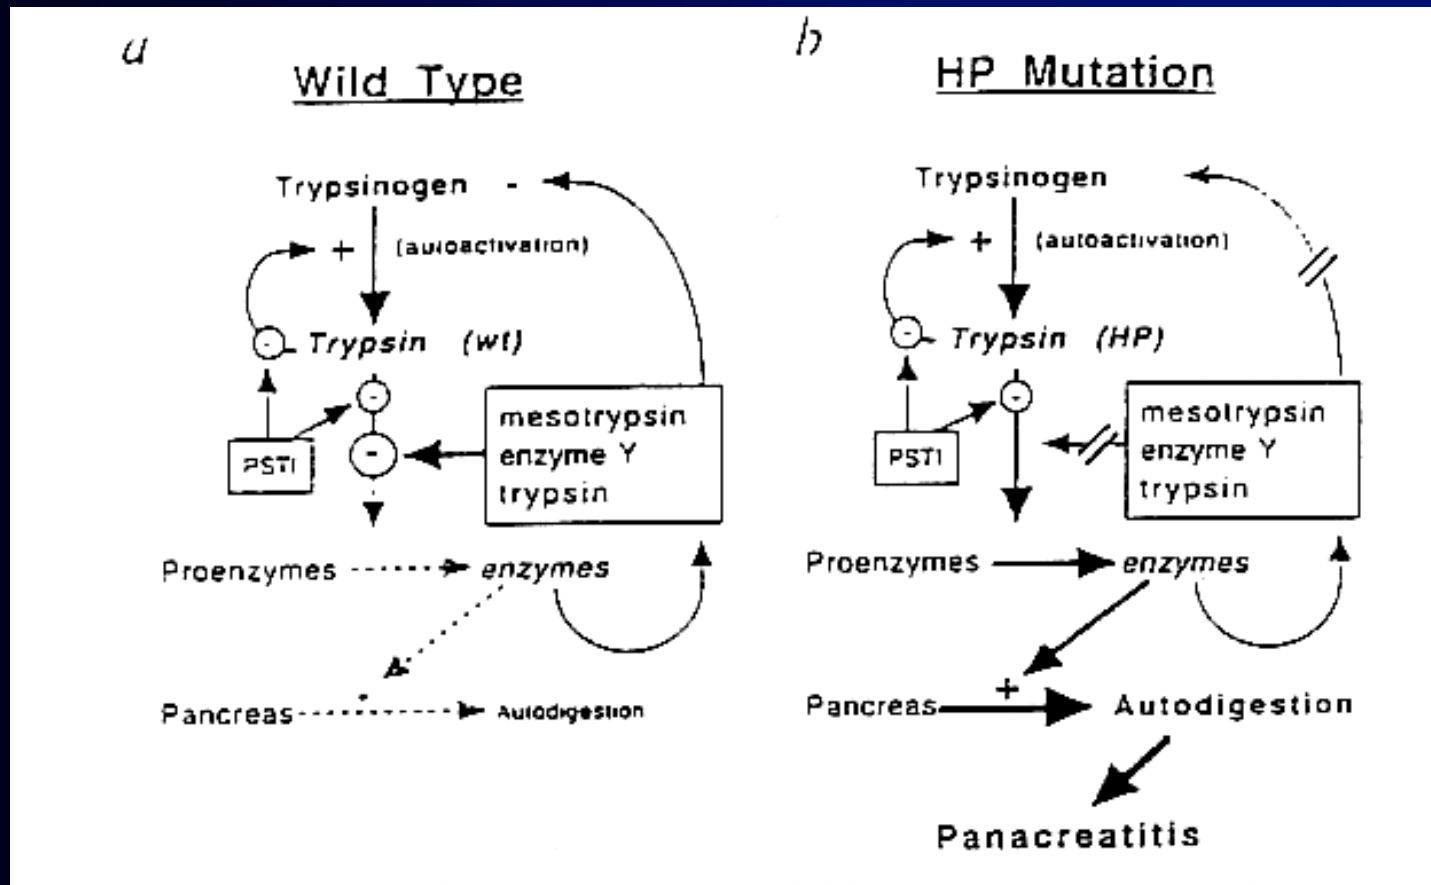 a
Wild Type
Trypsinogen -
+ (autoactivation)
- Trypsin (wt)
-
PSTI
-
mesotrypsin
enzyme Y
trypsin
Proenzymes
enzymes
Pancreas
Autodigestion
b
HP Mutation
Trypsinogen
+ (autoactivation)
- Trypsin (HP)
-
PSTI
mesotrypsin
enzyme Y
trypsin
Proenzymes
enzymes
+
Pancreas
Autodigestion
Panacreatitis